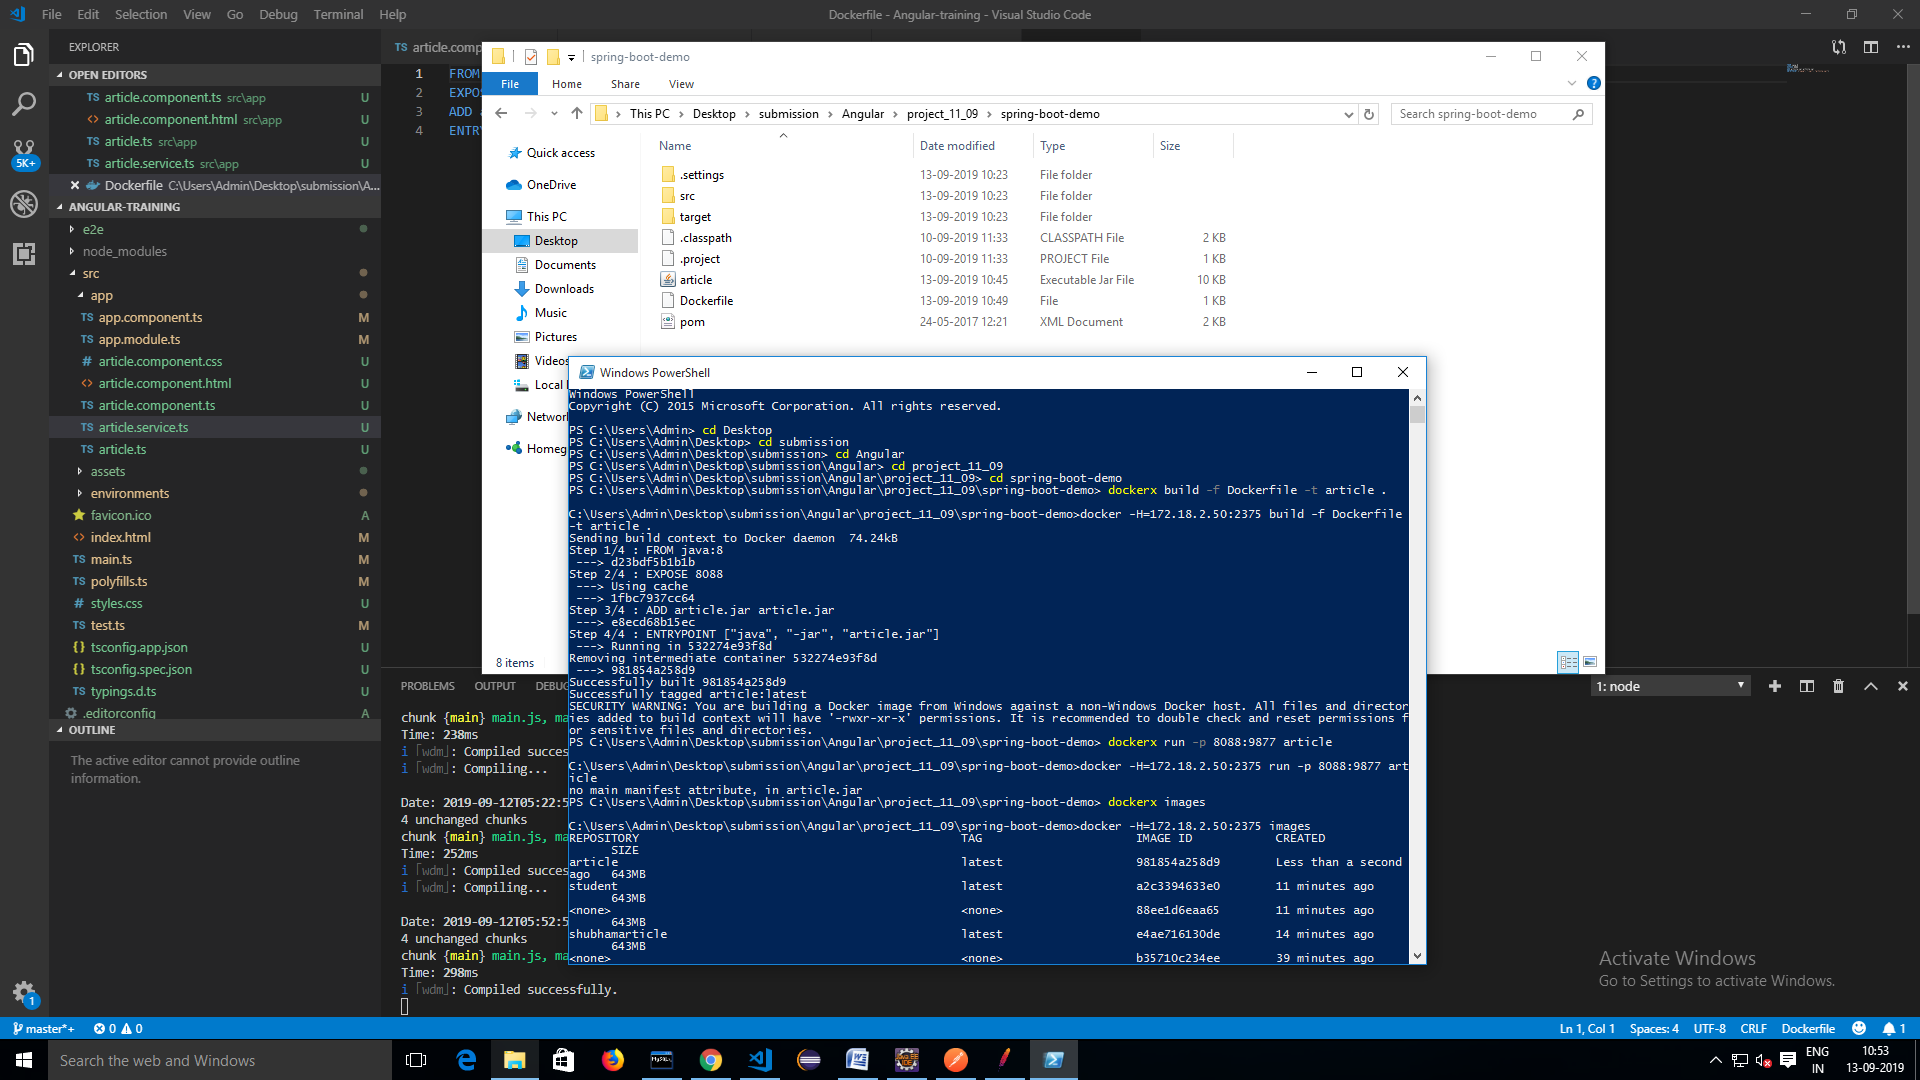 File Edit Selection View Go Debug Terminal Help
Dockerfile - Angular-training - Visual Studio Code
EXPLORER
OPEN EDITORS
TS article.component.ts src\app U
<> article.component.html src\app U
TS article.ts src\app U
TS article.service.ts src\app U
Dockerfile C:\Users\Admin\Desktop\submission\A...
ANGULAR-TRAINING
e2e
node_modules
src
app
TS app.component.ts M
TS app.module.ts M
# article.component.css U
<> article.component.html U
TS article.component.ts U
TS article.service.ts U
TS article.ts U
assets
environments
favicon.ico A
<> index.html M
TS main.ts M
TS polyfills.ts M
# styles.css U
TS test.ts M
{} tsconfig.app.json U
{} tsconfig.spec.json U
TS typings.d.ts U
.editorconfig A
OUTLINE
The active editor cannot provide outline
information.
5K+
1
TS article.comp
1 FROM
2 EXPO
3 ADD
4 ENTR
spring-boot-demo
File Home Share View
This PC > Desktop > submission > Angular > project_11_09 > spring-boot-demo
Search spring-boot-demo
Quick access
OneDrive
This PC
Desktop
Documents
Downloads
Music
Pictures
Videos
Local
Networ
Homeg
Name Date modified Type Size
.settings 13-09-2019 10:23 File folder
src 13-09-2019 10:23 File folder
target 13-09-2019 10:23 File folder
.classpath 10-09-2019 11:33 CLASSPATH File 2 KB
.project 10-09-2019 11:33 PROJECT File 1 KB
article 13-09-2019 10:45 Executable Jar File 10 KB
Dockerfile 13-09-2019 10:49 File 1 KB
pom 24-05-2017 12:21 XML Document 2 KB
8 items
Windows PowerShell
Windows PowerShell
Copyright (C) 2015 Microsoft Corporation. All rights reserved.
PS C:\Users\Admin> cd Desktop
PS C:\Users\Admin\Desktop> cd submission
PS C:\Users\Admin\Desktop\submission> cd Angular
PS C:\Users\Admin\Desktop\submission\Angular> cd project_11_09
PS C:\Users\Admin\Desktop\submission\Angular\project_11_09> cd spring-boot-demo
PS C:\Users\Admin\Desktop\submission\Angular\project_11_09\spring-boot-demo> dockerx build -f Dockerfile -t article .
C:\Users\Admin\Desktop\submission\Angular\project_11_09\spring-boot-demo>docker -H=172.18.2.50:2375 build -f Dockerfile
-t article .
Sending build context to Docker daemon 74.24kB
Step 1/4 : FROM java:8
---> d23bdf5b1b1b
Step 2/4 : EXPOSE 8088
---> Using cache
---> 1fbc7937cc64
Step 3/4 : ADD article.jar article.jar
---> e8ecd68b15ec
Step 4/4 : ENTRYPOINT ["java", "-jar", "article.jar"]
---> Running in 532274e93f8d
Removing intermediate container 532274e93f8d
---> 981854a258d9
Successfully built 981854a258d9
Successfully tagged article:latest
SECURITY WARNING: You are building a Docker image from Windows against a non-Windows Docker host. All files and director
ies added to build context will have '-rwxr-xr-x' permissions. It is recommended to double check and reset permissions f
or sensitive files and directories.
PS C:\Users\Admin\Desktop\submission\Angular\project_11_09\spring-boot-demo> dockerx run -p 8088:9877 article
C:\Users\Admin\Desktop\submission\Angular\project_11_09\spring-boot-demo>docker -H=172.18.2.50:2375 run -p 8088:9877 art
icle
no main manifest attribute, in article.jar
PS C:\Users\Admin\Desktop\submission\Angular\project_11_09\spring-boot-demo> dockerx images
C:\Users\Admin\Desktop\submission\Angular\project_11_09\spring-boot-demo>docker -H=172.18.2.50:2375 images
REPOSITORY TAG IMAGE ID CREATED
SIZE
article latest 981854a258d9 Less than a second
ago 643MB
student latest a2c3394633e0 11 minutes ago
643MB
<none> <none> 88ee1d6eaa65 11 minutes ago
643MB
shubhamarticle latest e4ae716130de 14 minutes ago
643MB
<none> <none> b35710c234ee 39 minutes ago
PROBLEMS OUTPUT DEBU
1: node
chunk {main} main.js, ma
Time: 238ms
i ｢wdm｣: Compiled succes
i ｢wdm｣: Compiling...
Date: 2019-09-12T05:22:5
4 unchanged chunks
chunk {main} main.js, ma
Time: 252ms
i ｢wdm｣: Compiled succes
i ｢wdm｣: Compiling...
Date: 2019-09-12T05:52:5
4 unchanged chunks
chunk {main} main.js, ma
Time: 298ms
i ｢wdm｣: Compiled successfully.
Activate Windows
Go to Settings to activate Windows.
master*+ 0 0
Ln 1, Col 1 Spaces: 4 UTF-8 CRLF Dockerfile 1
Search the web and Windows
ENG
IN
10:53
13-09-2019